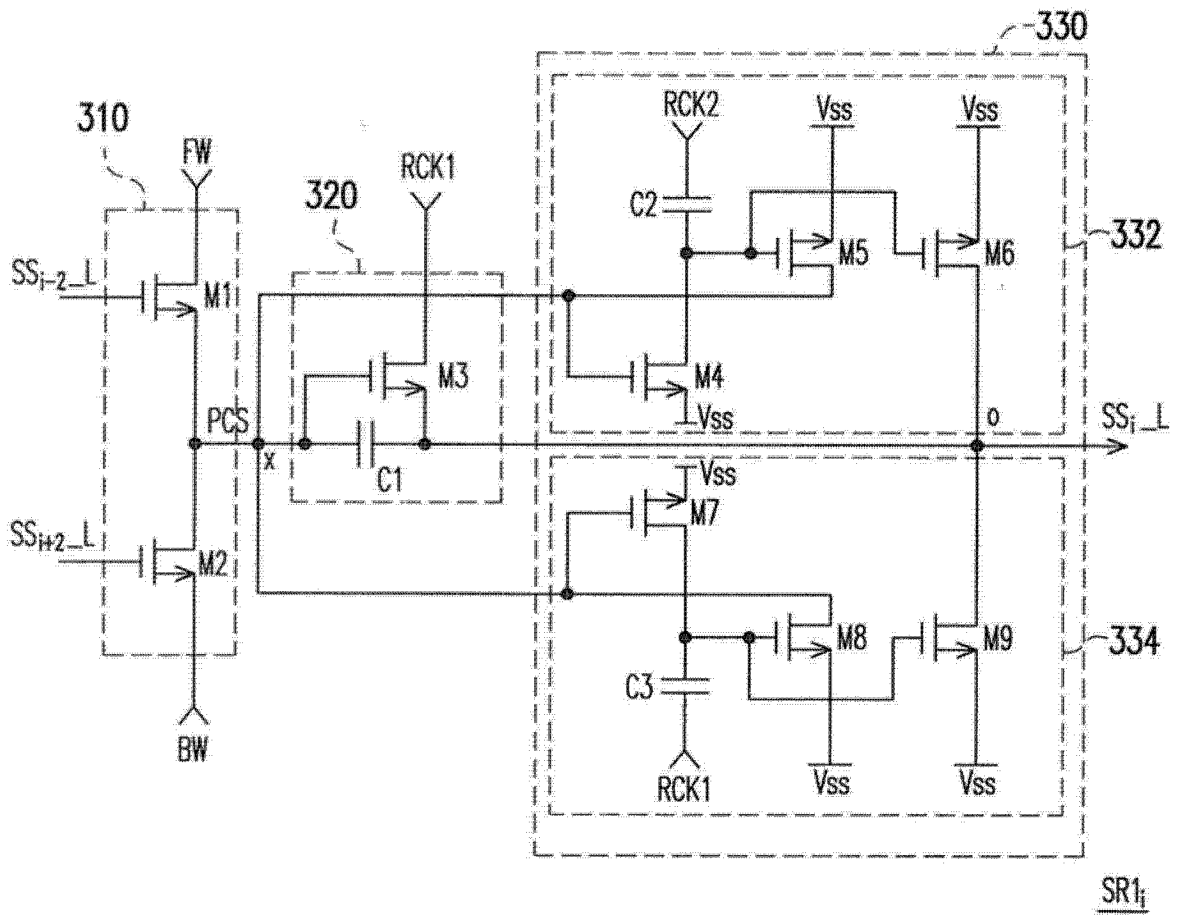 330
310
FW
RCK1
320
RCK2
Vss
Vss
C2
M5
M6
332
SSi-2_L
M1
M3
M4
Vss
PCS
X
C1
O
SSi_L
Vss
M7
SSi+2_L
M2
M8
M9
334
C3
RCK1
Vss
Vss
BW
SR1i